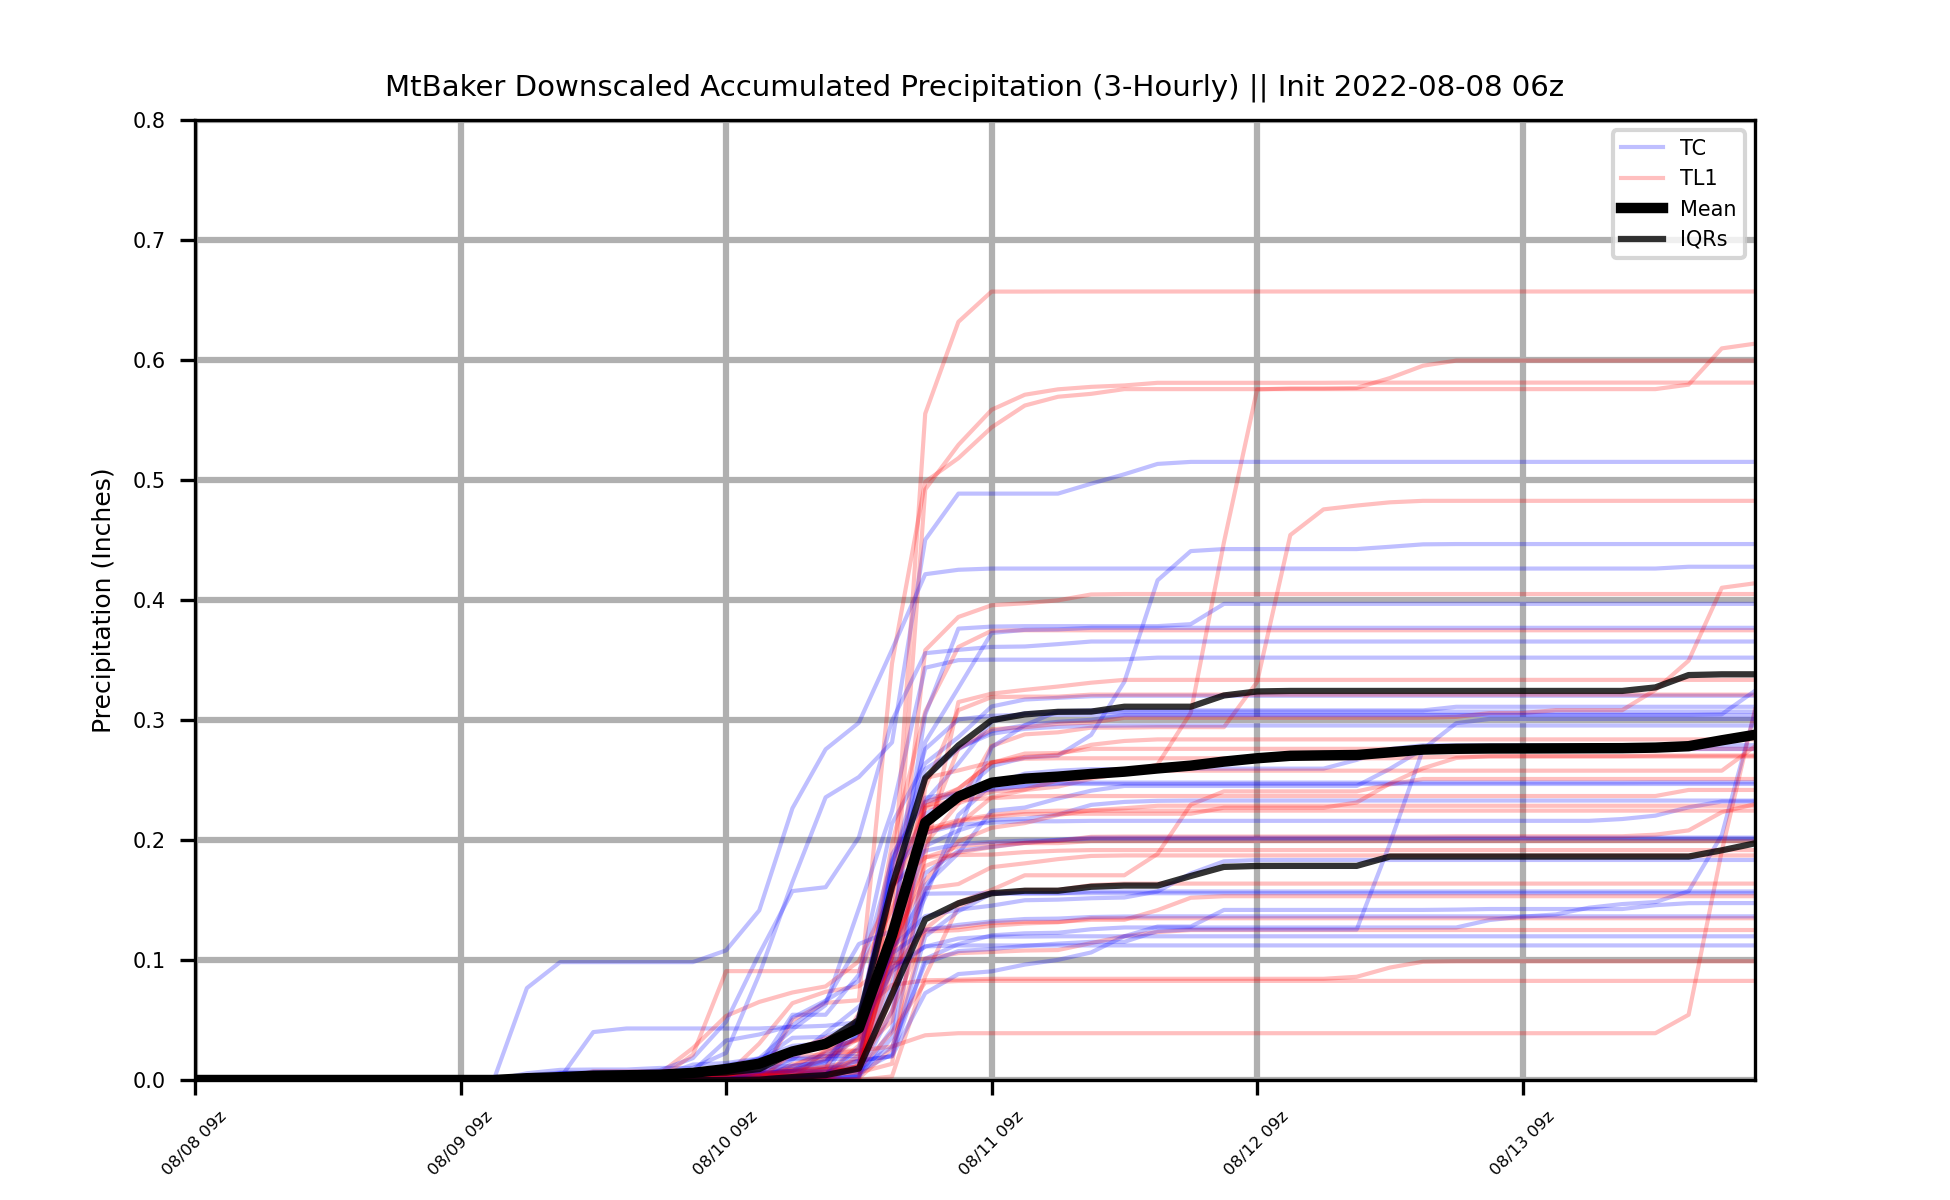 MtBaker Downscaled Accumulated Precipitation (3-Hourly) || Init 2022-08-08 06z
Precipitation (Inches)
0.8
0.7
0.6
0.5
0.4
0.3
0.2
0.1
0.0
TC
TL1
Mean
IQRs
08/08 09z
08/09 09z
08/10 09z
08/11 09z
08/12 09z
08/13 09z